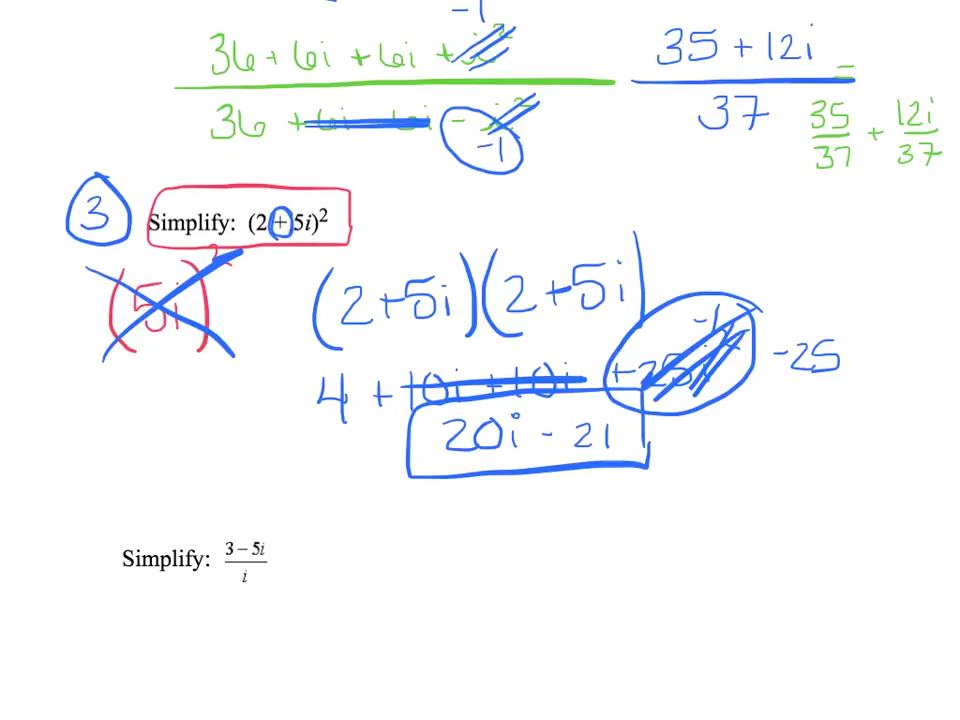 -1
36 + 6i + 6i + i²
36 + 6i - 6i - i²
-1
35 + 12i =
37
35/37 + 12i/37
3
Simplify: (2 + 5i)²
(5i)²
(2+5i)(2+5i)
-1
4 + 10i + 10i + 25i² -25
20i - 21
Simplify: 3 – 5i
i